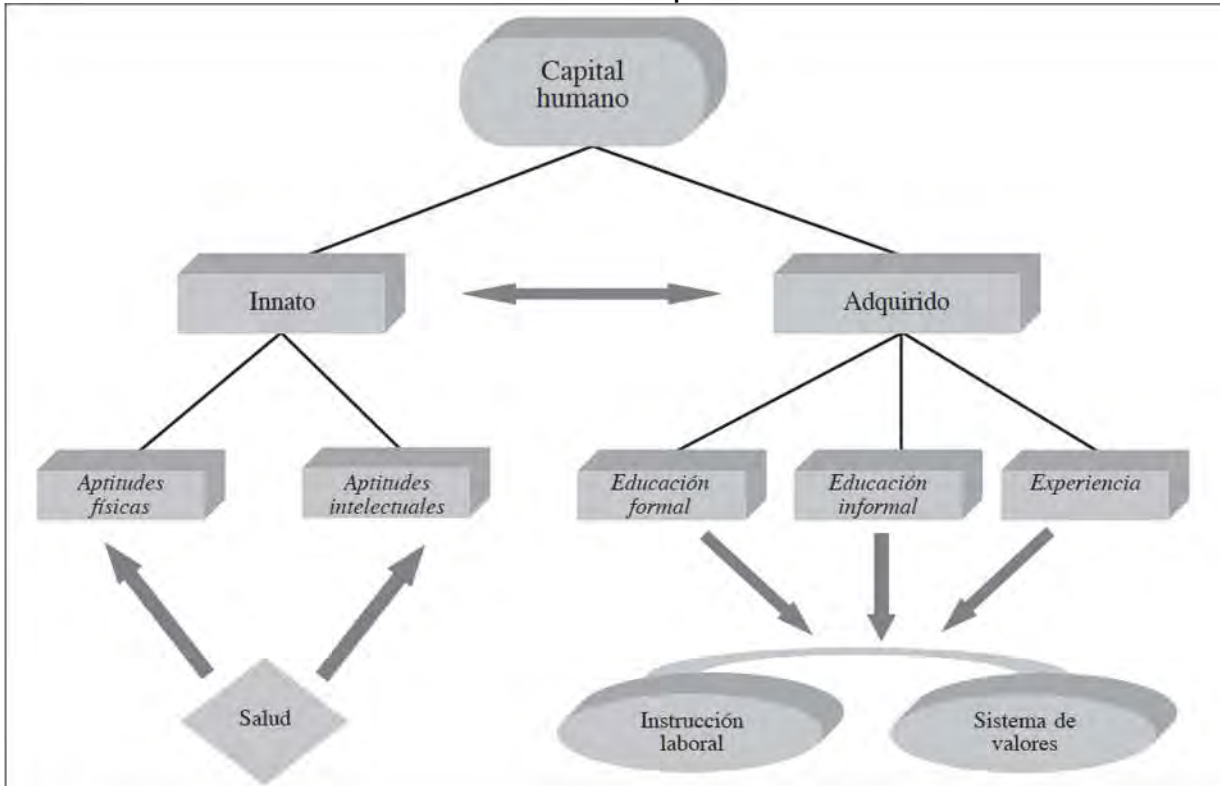 Capital
humano
Innato
Adquirido
Aptitudes
físicas
Aptitudes
intelectuales
Educación
formal
Educación
informal
Experiencia
Salud
Instrucción
laboral
Sistema de
valores